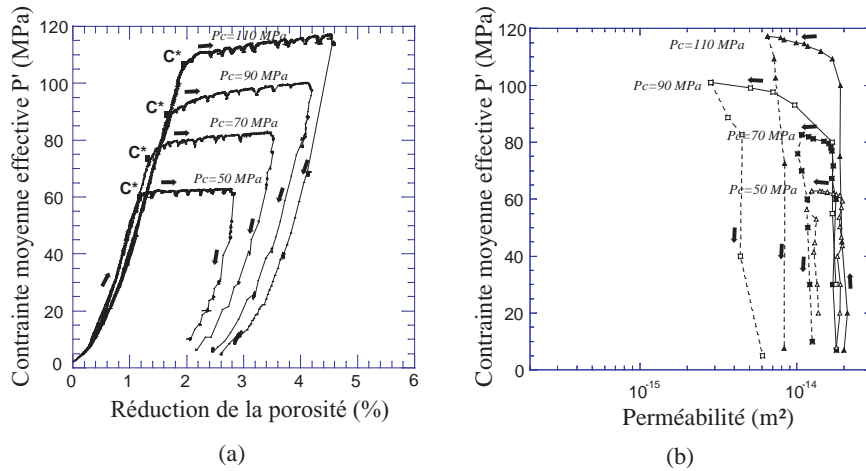 Contrainte moyenne effective P' (MPa)
120
100
80
60
40
20
0
0
1
2
3
4
5
6
Réduction de la porosité (%)
(a)
Pc=110 MPa
C*
Pc=90 MPa
C*
Pc=70 MPa
C*
Pc=50 MPa
C*
Contrainte moyenne effective P' (MPa)
120
100
80
60
40
20
0
10-15
10-14
Perméabilité (m²)
(b)
Pc=110 MPa
Pc=90 MPa
Pc=70 MPa
Pc=50 MPa